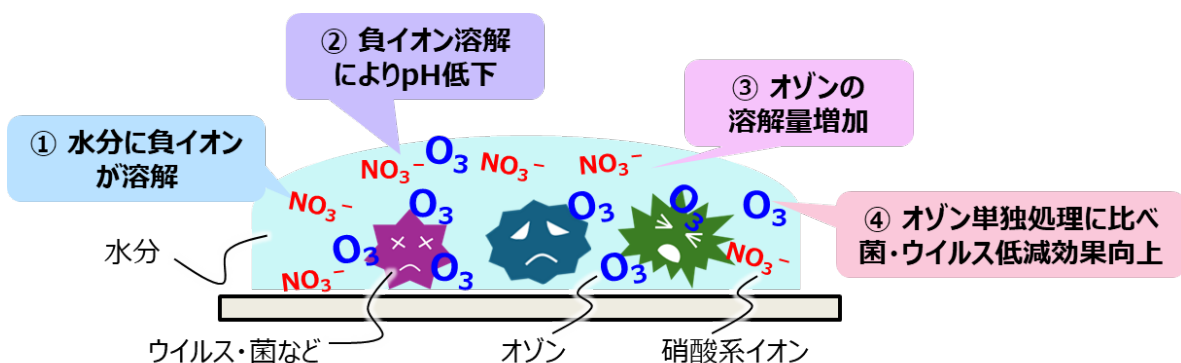 ② 負イオン溶解
によりpH低下
③ オゾンの
溶解量増加
① 水分に負イオン
が溶解
④ オゾン単独処理に比べ
菌・ウイルス低減効果向上
NO₃⁻
O₃
NO₃⁻
NO₃⁻
NO₃⁻
O₃
O₃
O₃
O₃
O₃
O₃
O₃
NO₃⁻
NO₃⁻
水分
ウイルス・菌など
オゾン
硝酸系イオン